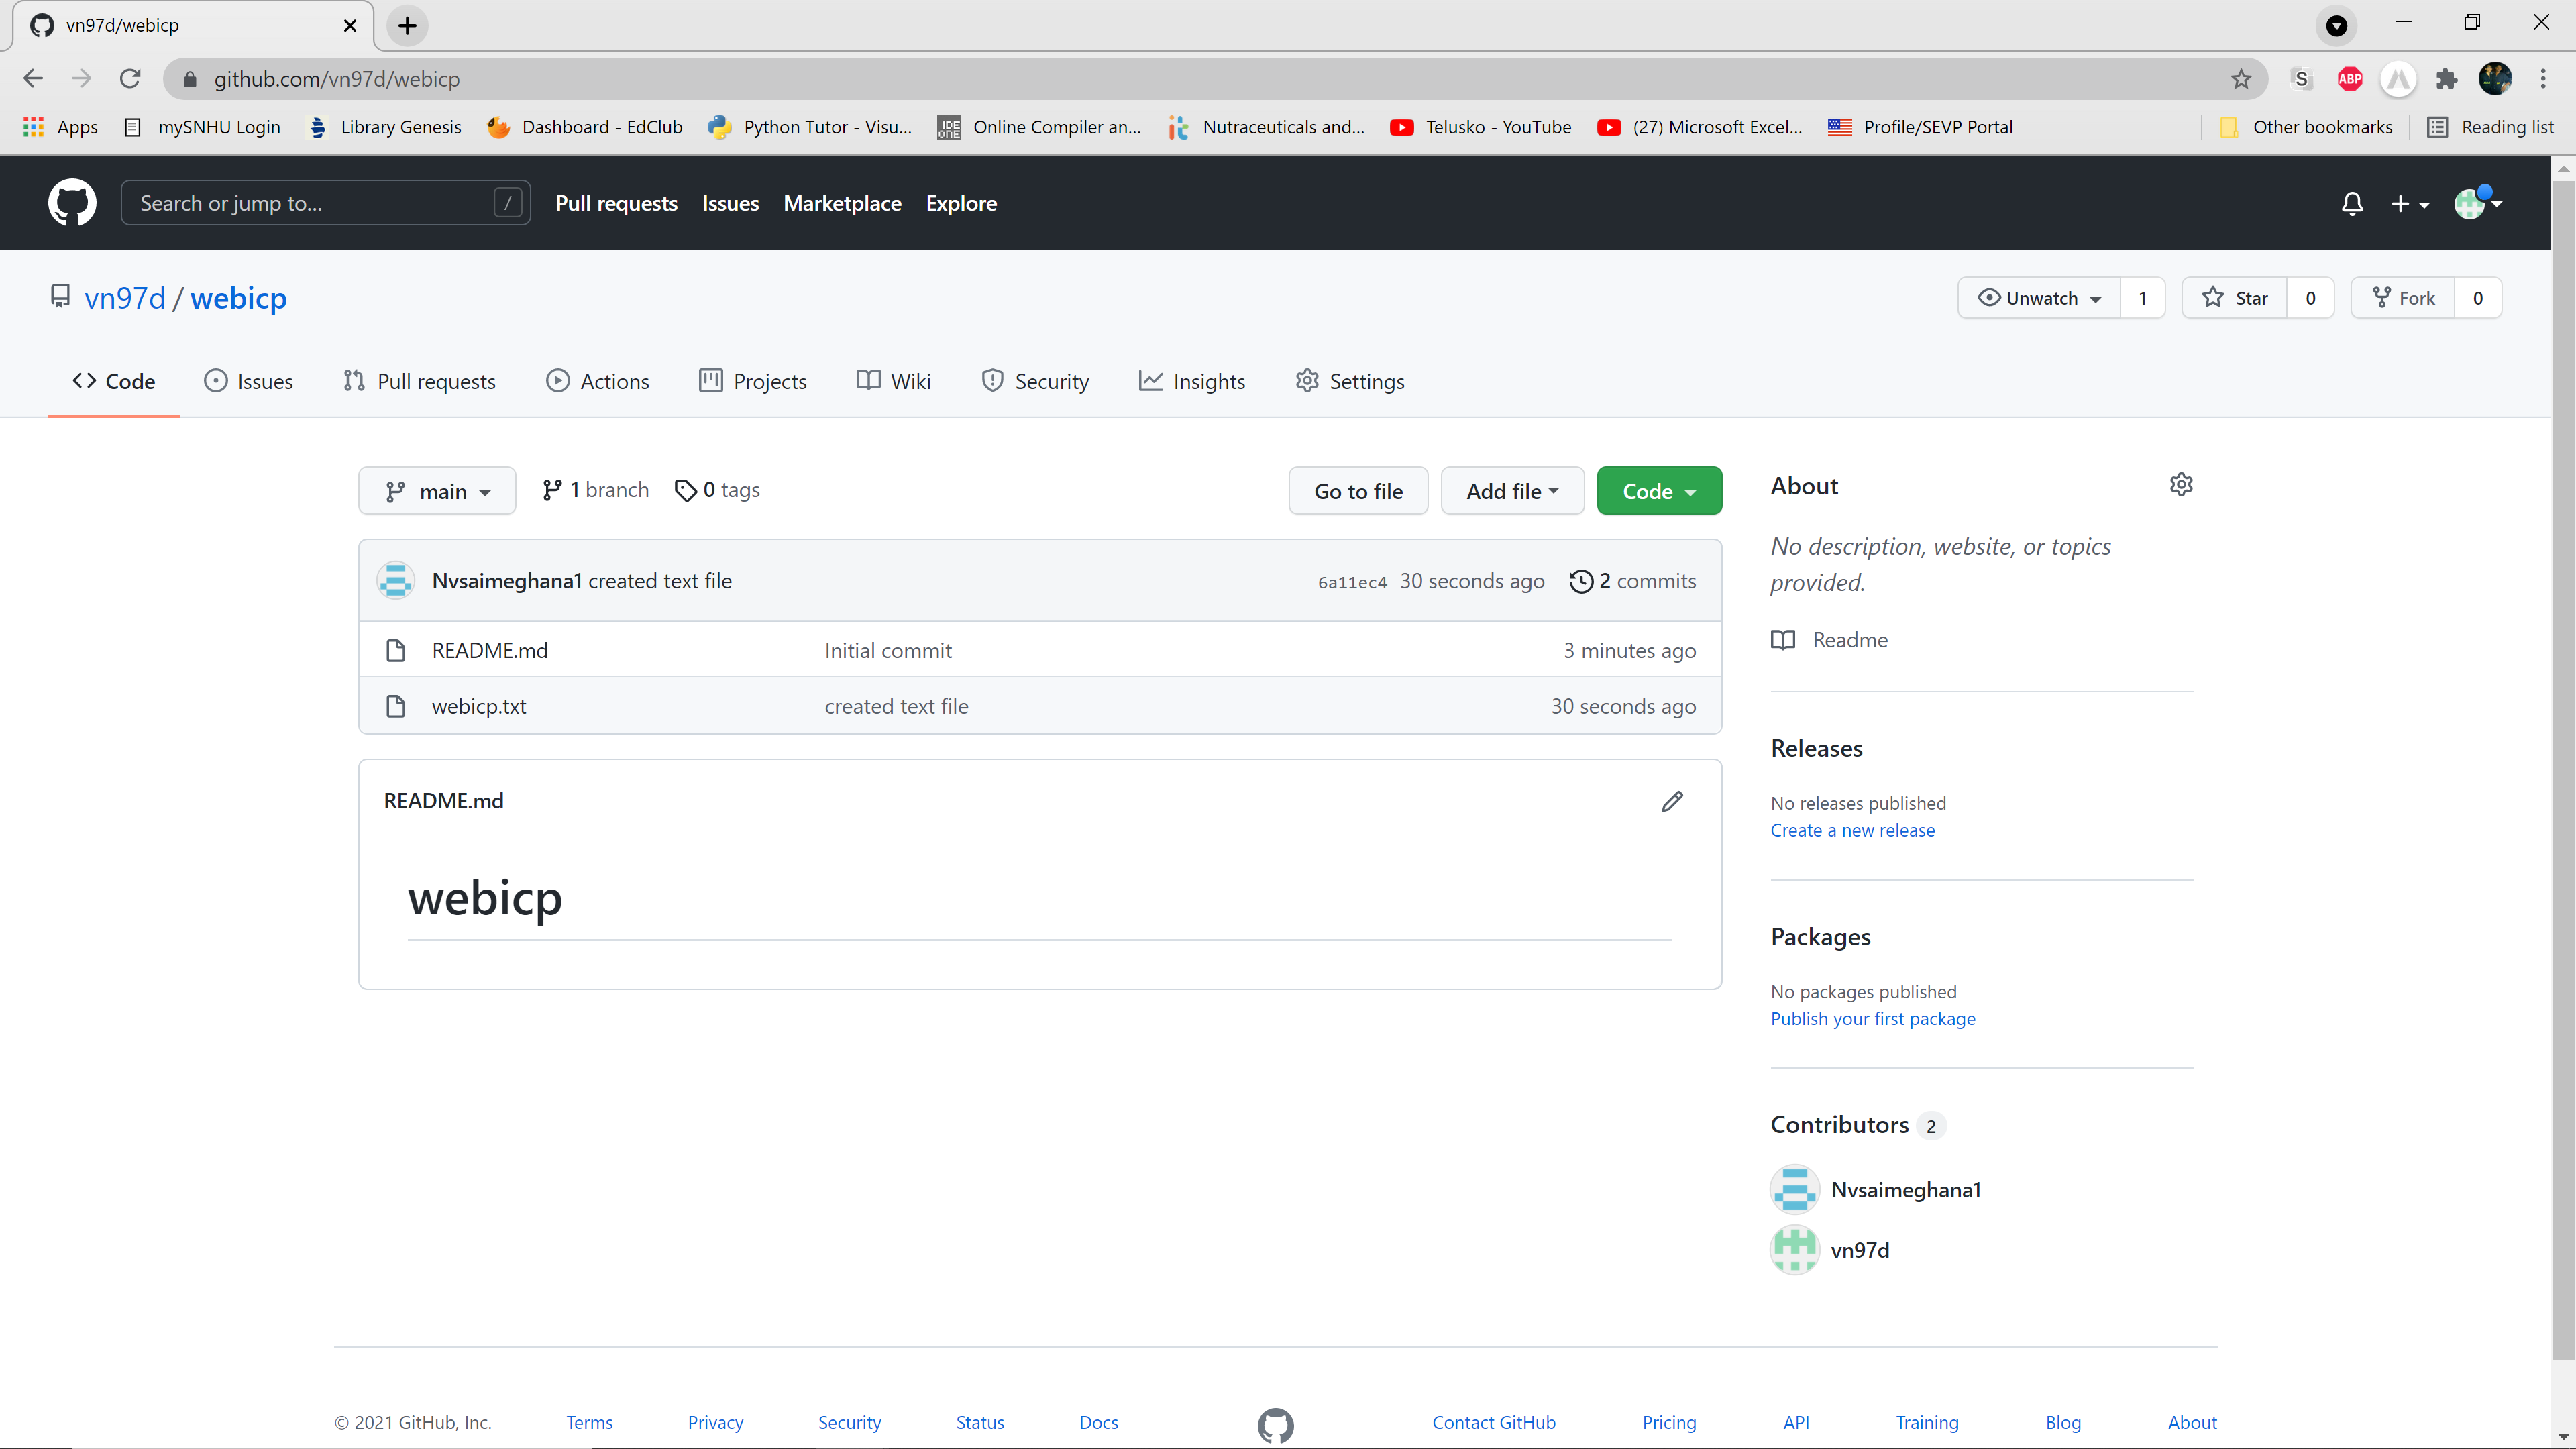 vn97d/webicp
github.com/vn97d/webicp
Apps mySNHU Login Library Genesis Dashboard - EdClub Python Tutor - Visu... IDE ONE Online Compiler an... Nutraceuticals and... Telusko - YouTube (27) Microsoft Excel... Profile/SEVP Portal Other bookmarks Reading list
S ABP
Search or jump to... / Pull requests Issues Marketplace Explore
vn97d / webicp Unwatch 1 Star 0 Fork 0
Code Issues Pull requests Actions Projects Wiki Security Insights Settings
main 1 branch 0 tags Go to file Add file Code
Nvsaimeghana1 created text file 6a11ec4 30 seconds ago 2 commits
README.md Initial commit 3 minutes ago
webicp.txt created text file 30 seconds ago
README.md
webicp
About
No description, website, or topics
provided.
Readme
Releases
No releases published
Create a new release
Packages
No packages published
Publish your first package
Contributors 2
Nvsaimeghana1
vn97d
© 2021 GitHub, Inc. Terms Privacy Security Status Docs Contact GitHub Pricing API Training Blog About